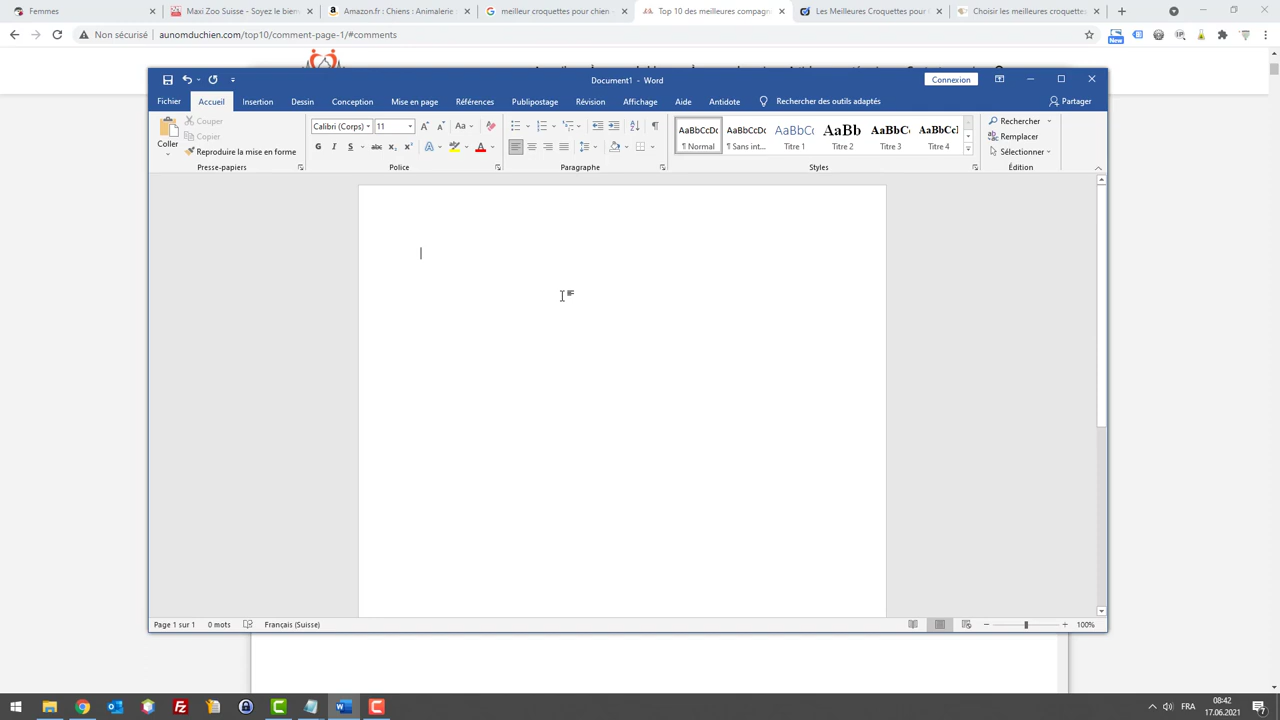 Femmes
Maxi Zoo Suisse - Soyez le bien
Amazon.fr : Chiens : Animalerie
meilleur croquettes pour chien
Top 10 des meilleures compagn
Les Meilleures Croquettes pour
Choisir les meilleures croquettes
Non sécurisé
aunomduchien.com/top10/comment-page-1/#comments
New
Document1 - Word
Connexion
Fichier
Accueil
Insertion
Dessin
Conception
Mise en page
Références
Publipostage
Révision
Affichage
Aide
Antidote
Rechercher des outils adaptés
Partager
Coller
Couper
Copier
Reproduire la mise en forme
Presse-papiers
Calibri (Corps)
11
Police
Paragraphe
AaBbCcDc
¶ Normal
AaBbCcDc
¶ Sans int...
AaBbCc
Titre 1
AaBb
Titre 2
AaBbC
Titre 3
AaBbCcI
Titre 4
Styles
Rechercher
Remplacer
Sélectionner
Édition
Page 1 sur 1
0 mots
Français (Suisse)
100%
FRA
08:42
17.06.2021